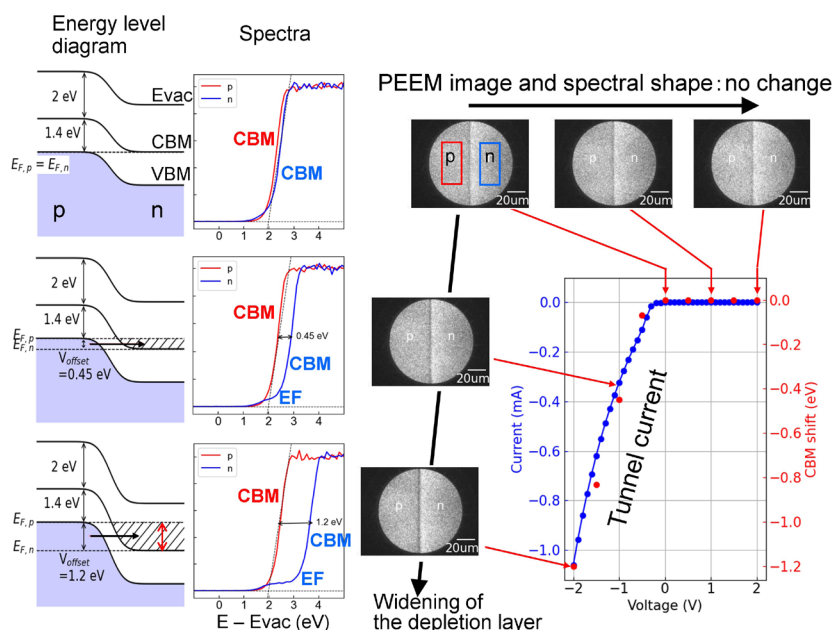 Energy level
diagram
Spectra
2 eV
Evac
1.4 eV
CBM
E_F,p = E_F,n
VBM
p
n
p
n
CBM
CBM
0
1
2
3
4
2 eV
1.4 eV
E_F,p
E_F,n
V_offset
=0.45 eV
p
n
CBM
0.45 eV
CBM
EF
0
1
2
3
4
2 eV
1.4 eV
E_F,p
E_F,n
V_offset
=1.2 eV
p
n
CBM
1.2 eV
CBM
EF
0
1
2
3
4
E – Evac (eV)
PEEM image and spectral shape : no change
p
n
20um
p
n
20um
p
n
20um
p
n
20um
p
n
20um
Widening of
the depletion layer
0.0
−0.2
−0.4
−0.6
−0.8
−1.0
Current (mA)
Tunnel current
0.0
−0.2
−0.4
−0.6
−0.8
−1.0
−1.2
CBM shift (eV)
−2
−1
0
1
2
Voltage (V)